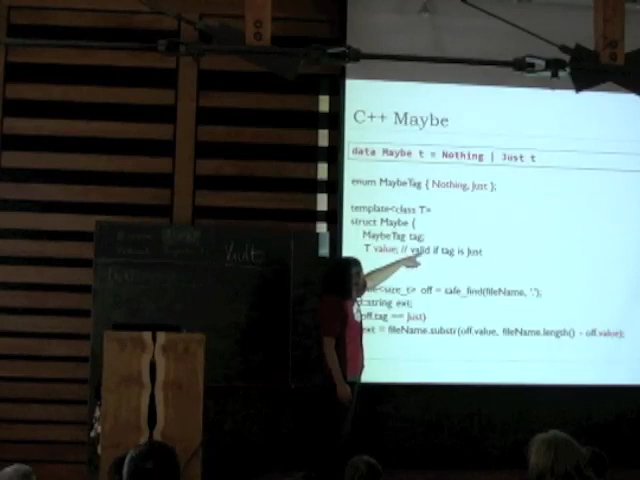 C++ Maybe
data Maybe t = Nothing | Just t
enum MaybeTag { Nothing, Just };
template<class T>
struct Maybe {
MaybeTag tag;
T value; // valid if tag is Just
<size_t> off = safe_find(fileName, '.');
string ext;
off.tag == Just)
ext = fileName.substr(off.value, fileName.length() - off.value);
Vault